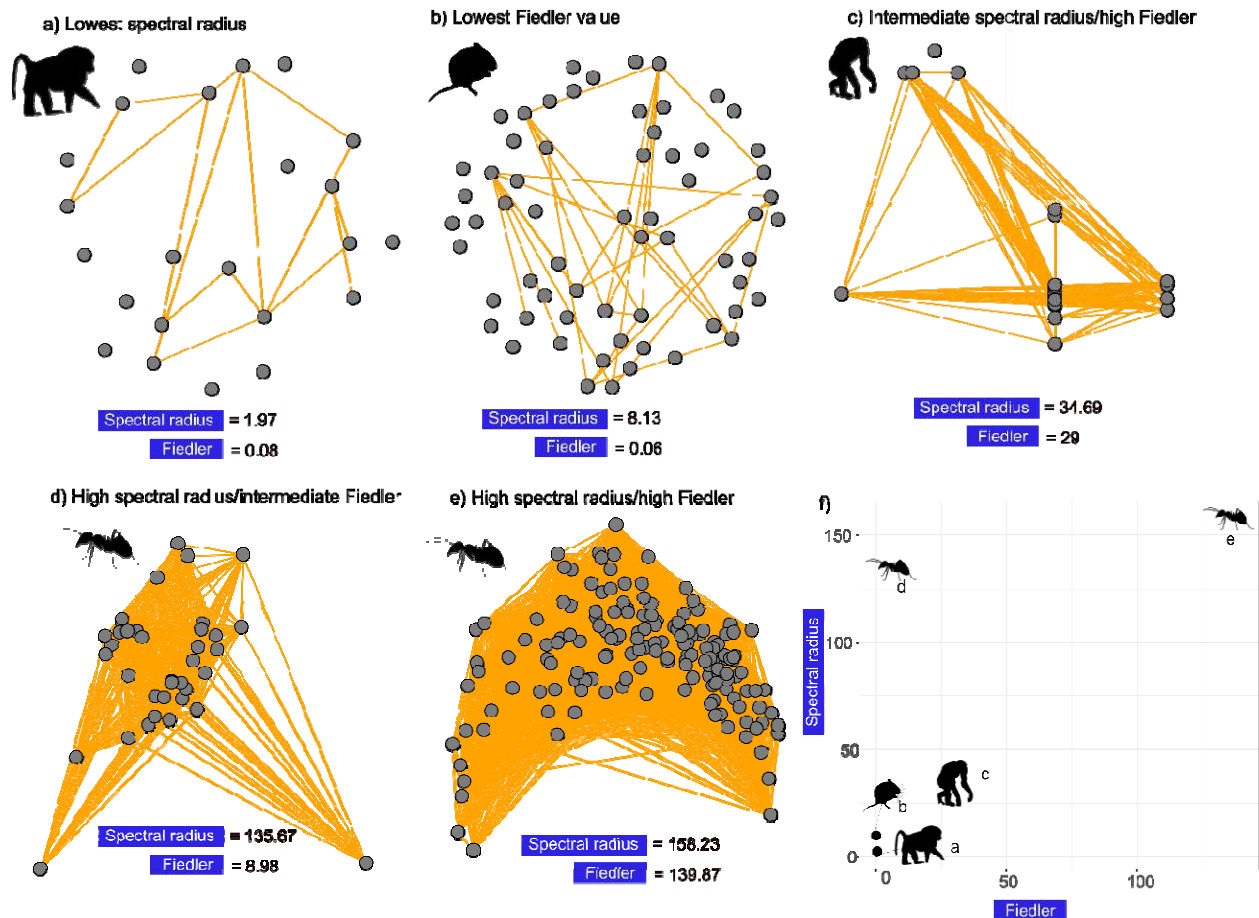 a) Lowest spectral radius
b) Lowest Fiedler value
c) Intermediate spectral radius/high Fiedler
Spectral radius = 1.97
Fiedler = 0.08
Spectral radius = 8.13
Fiedler = 0.06
Spectral radius = 34.69
Fiedler = 29
d) High spectral rad us/intermediate Fiedler
e) High spectral radius/high Fiedler
f)
Spectral radius = 135.67
Fiedler = 8.98
Spectral radius = 158.23
Fiedler = 139.87
150
100
50
0
Spectral radius
e
d
c
b
a
0
50
100
Fiedler